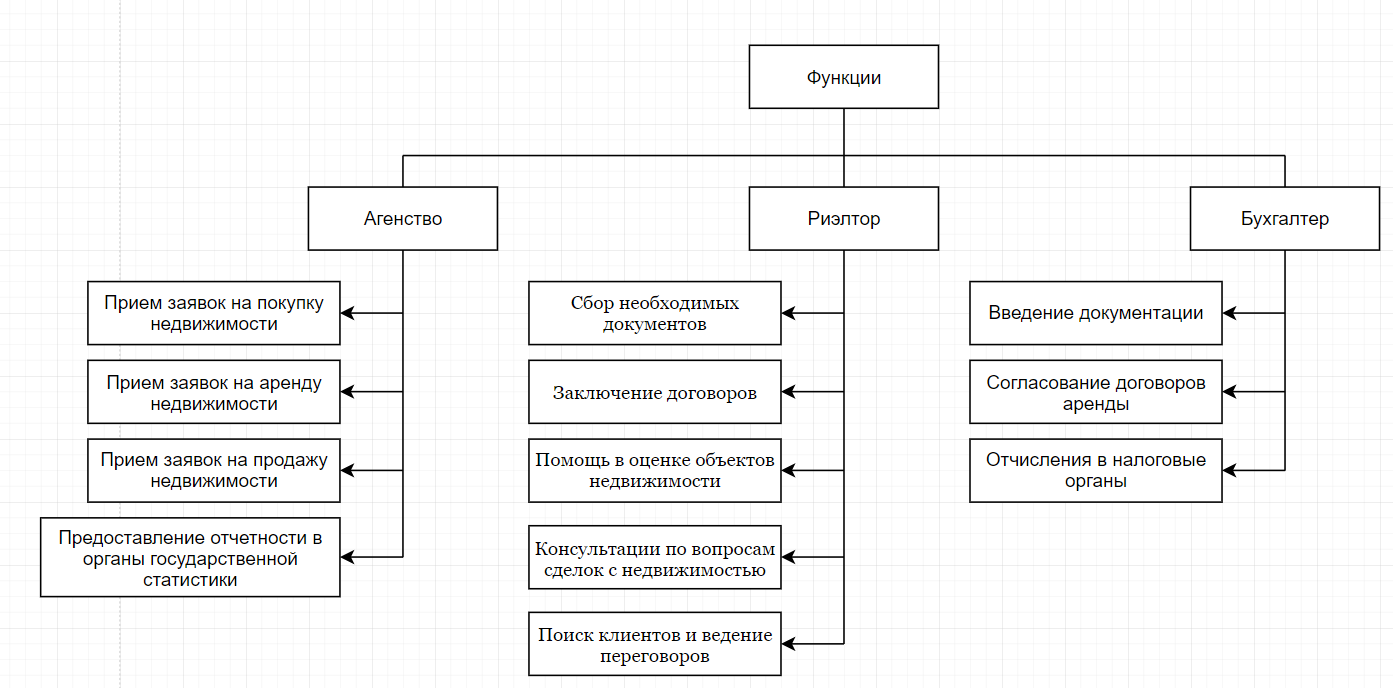 Функции
Агенство
Риэлтор
Бухгалтер
Прием заявок на покупку
недвижимости
Прием заявок на аренду
недвижимости
Прием заявок на продажу
недвижимости
Предоставление отчетности в
органы государственной
статистики
Сбор необходимых
документов
Заключение договоров
Помощь в оценке объектов
недвижимости
Консультации по вопросам
сделок с недвижимостью
Поиск клиентов и ведение
переговоров
Введение документации
Согласование договоров
аренды
Отчисления в налоговые
органы